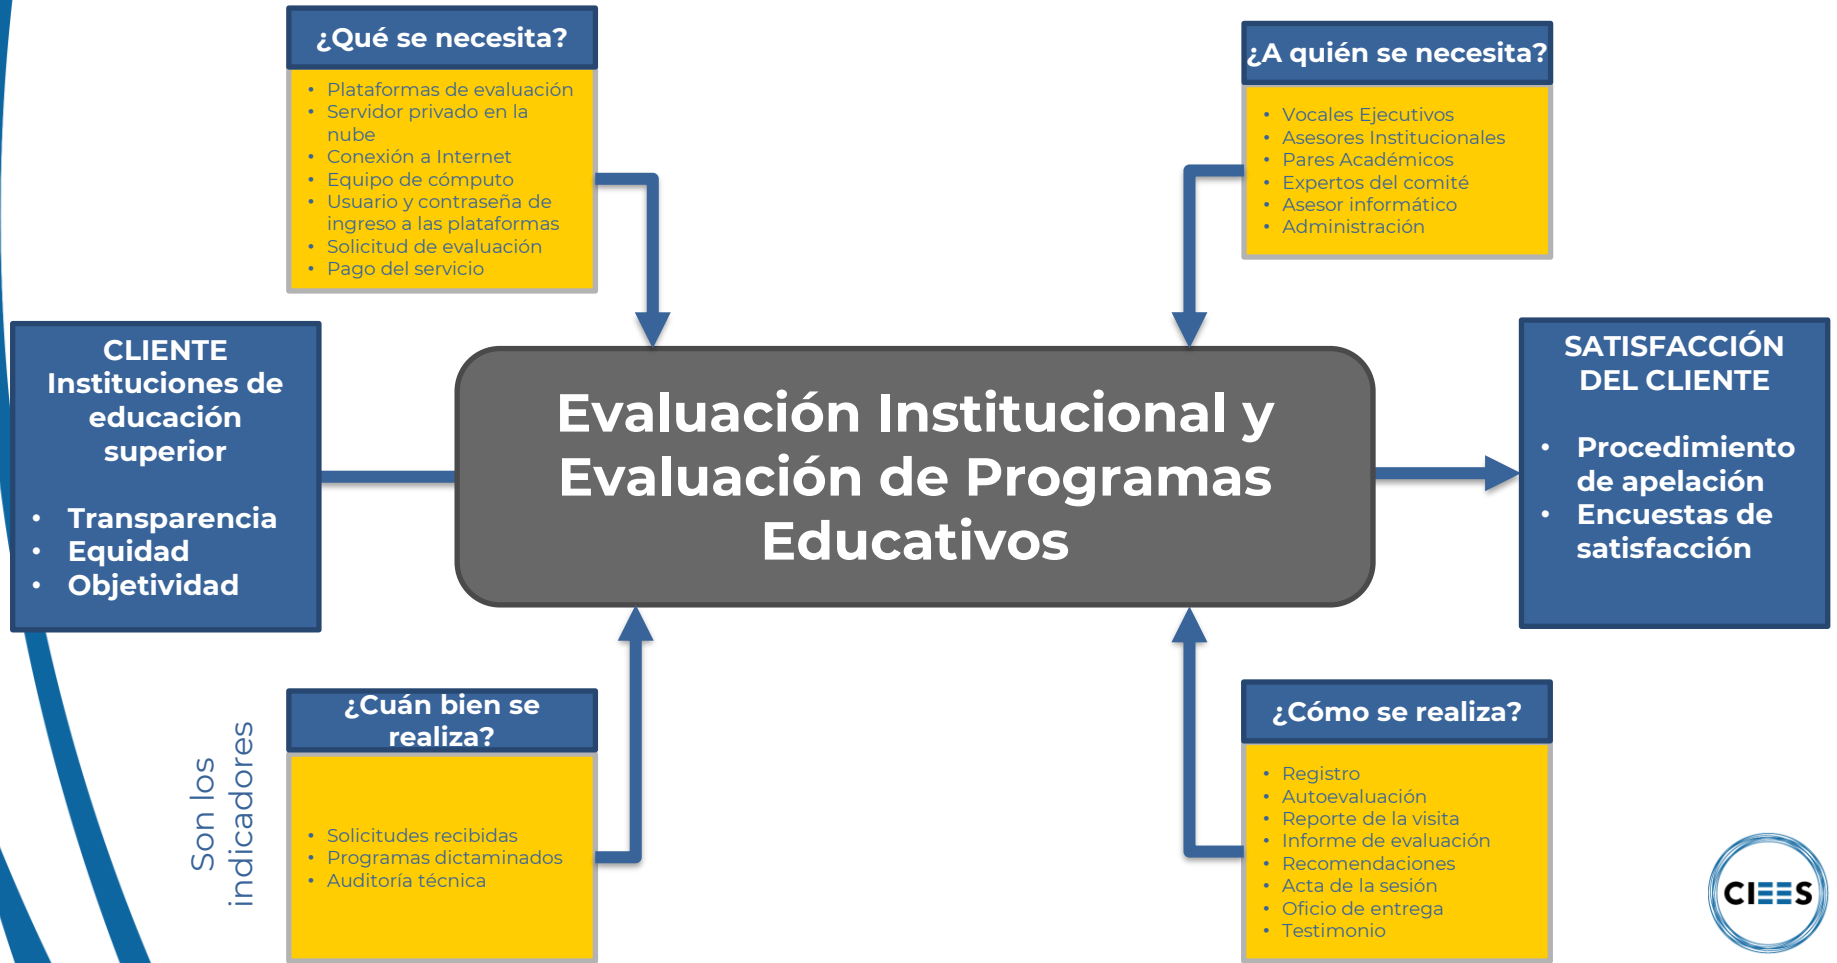 ¿Qué se necesita?
• Plataformas de evaluación
• Servidor privado en la
nube
• Conexión a Internet
• Equipo de cómputo
• Usuario y contraseña de
ingreso a las plataformas
• Solicitud de evaluación
• Pago del servicio
¿A quién se necesita?
• Vocales Ejecutivos
• Asesores Institucionales
• Pares Académicos
• Expertos del comité
• Asesor informático
• Administración
CLIENTE
Instituciones de
educación
superior
• Transparencia
• Equidad
• Objetividad
Evaluación Institucional y
Evaluación de Programas
Educativos
SATISFACCIÓN
DEL CLIENTE
• Procedimiento
de apelación
• Encuestas de
satisfacción
Son los
indicadores
¿Cuán bien se
realiza?
• Solicitudes recibidas
• Programas dictaminados
• Auditoría técnica
¿Cómo se realiza?
• Registro
• Autoevaluación
• Reporte de la visita
• Informe de evaluación
• Recomendaciones
• Acta de la sesión
• Oficio de entrega
• Testimonio
CIEES